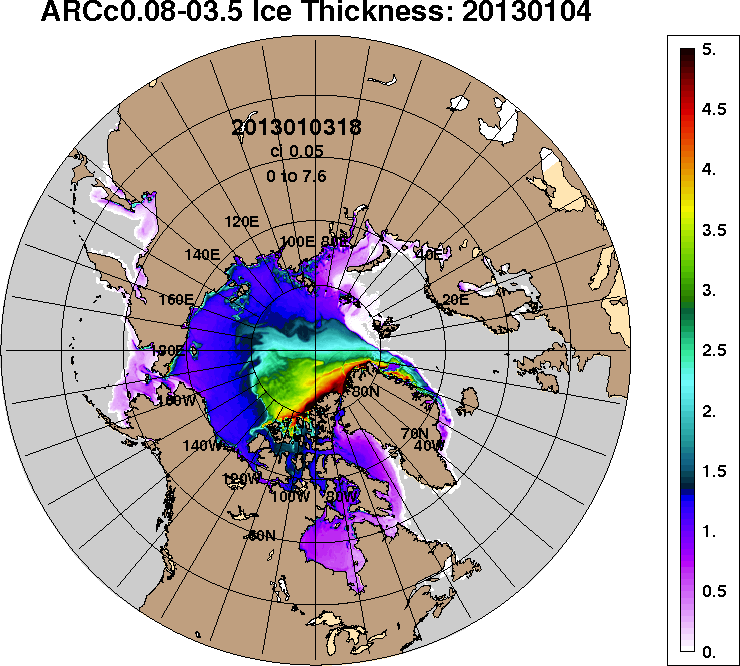 ARCc0.08-03.5 Ice Thickness: 20130104
2013010318
ci 0.05
0 to 7.6
120E
100E 80E
140E
40E
160E
20E
180E
160W
80N
140W
70N
40W
120W
100W
80W
60N
5.
4.5
4.
3.5
3.
2.5
2.
1.5
1.
0.5
0.